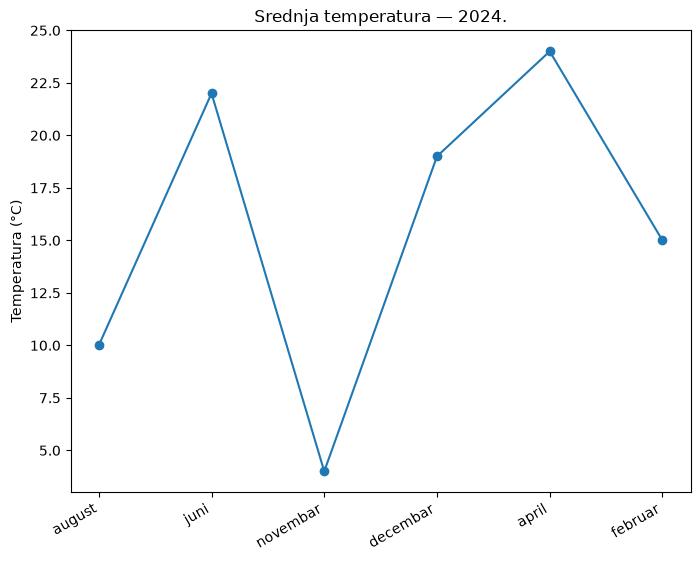 Srednja temperatura — 2024.
Temperatura (°C)
25.0
22.5
20.0
17.5
15.0
12.5
10.0
7.5
5.0
august
juni
novembar
decembar
april
februar